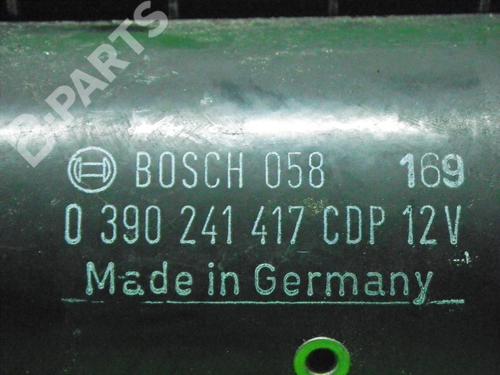 B-PARTS
BOSCH 058 169
0 390 241 417 CDP 12V
Made in Germany